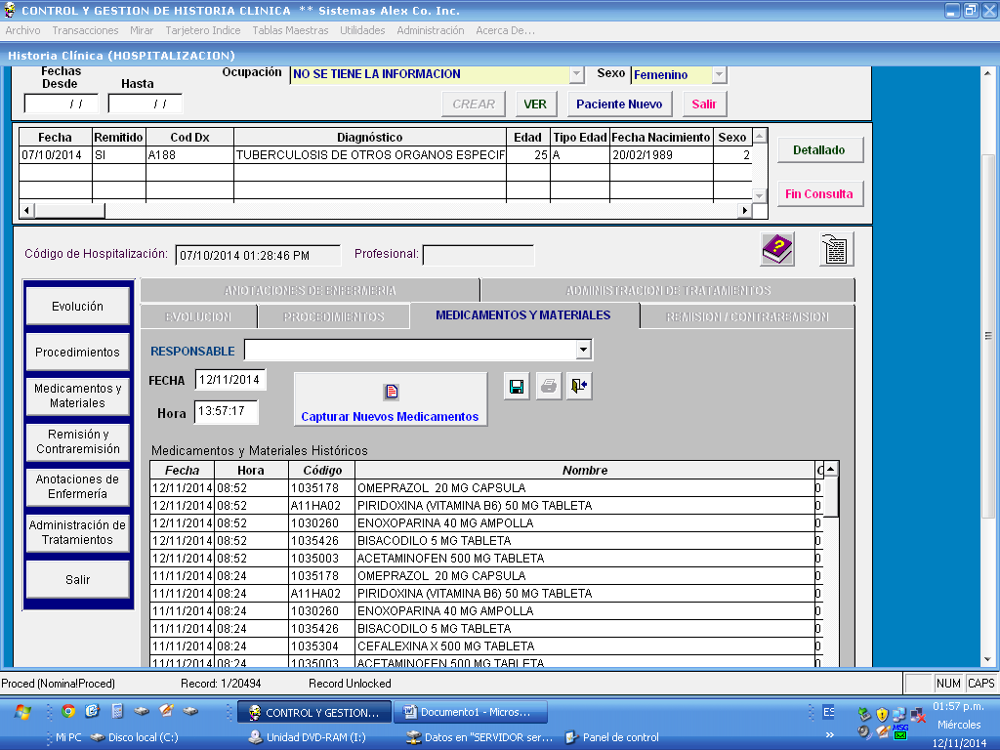 CONTROL Y GESTION DE HISTORIA CLINICA ** Sistemas Alex Co. Inc.
Archivo Transacciones Mirar Tarjetero Indice Tablas Maestras Utilidades Administración Acerca De...
Historia Clínica (HOSPITALIZACION)
Fechas
Desde Hasta
Ocupación NO SE TIENE LA INFORMACION Sexo Femenino
/ / / /
CREAR VER Paciente Nuevo Salir
Fecha Remitido Cod Dx Diagnóstico Edad Tipo Edad Fecha Nacimiento Sexo
07/10/2014 SI A188 TUBERCULOSIS DE OTROS ORGANOS ESPECIF 25 A 20/02/1989 2
Detallado
Fin Consulta
Código de Hospitalización: 07/10/2014 01:28:46 PM Profesional:
Evolución
Procedimientos
Medicamentos y
Materiales
Remisión y
Contraremisión
Anotaciones de
Enfermería
Administración de
Tratamientos
Salir
ANOTACIONES DE ENFERMERIA ADMINISTRACION DE TRATAMIENTOS
EVOLUCION PROCEDIMIENTOS MEDICAMENTOS Y MATERIALES REMISION / CONTRAREMISION
RESPONSABLE
FECHA 12/11/2014
Hora 13:57:17
Capturar Nuevos Medicamentos
Medicamentos y Materiales Históricos
Fecha Hora Código Nombre C
12/11/2014 08:52 1035178 OMEPRAZOL 20 MG CAPSULA 0
12/11/2014 08:52 A11HA02 PIRIDOXINA (VITAMINA B6) 50 MG TABLETA 0
12/11/2014 08:52 1030260 ENOXOPARINA 40 MG AMPOLLA 0
12/11/2014 08:52 1035426 BISACODILO 5 MG TABLETA 0
12/11/2014 08:52 1035003 ACETAMINOFEN 500 MG TABLETA 0
11/11/2014 08:24 1035178 OMEPRAZOL 20 MG CAPSULA 0
11/11/2014 08:24 A11HA02 PIRIDOXINA (VITAMINA B6) 50 MG TABLETA 0
11/11/2014 08:24 1030260 ENOXOPARINA 40 MG AMPOLLA 0
11/11/2014 08:24 1035426 BISACODILO 5 MG TABLETA 0
11/11/2014 08:24 1035304 CEFALEXINA X 500 MG TABLETA 0
11/11/2014 08:24 1035003 ACETAMINOFEN 500 MG TABLETA 0
Proced (Nominal!Proced) Record: 1/20494 Record Unlocked NUM CAPS
CONTROL Y GESTION... Documento1 - Micros... ES 01:57 p.m.
Mi PC Disco local (C:) Unidad DVD-RAM (I:) Datos en "SERVIDOR ser... Panel de control » MSG Miércoles
12/11/2014